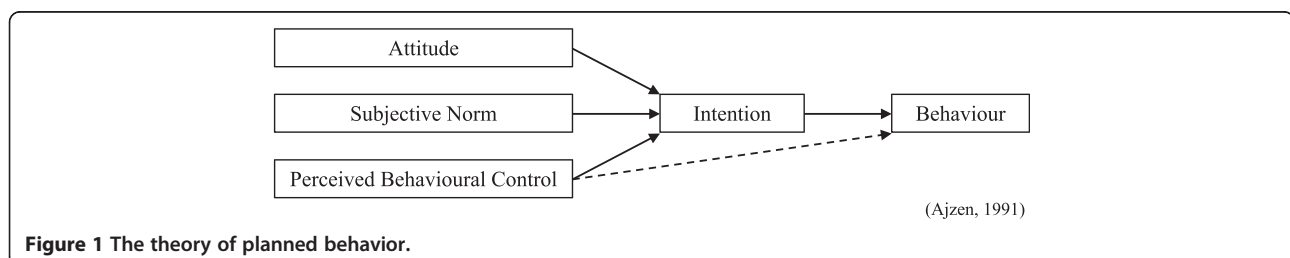 Attitude
Subjective Norm
Intention
Behaviour
Perceived Behavioural Control
(Ajzen, 1991)
Figure 1 The theory of planned behavior.